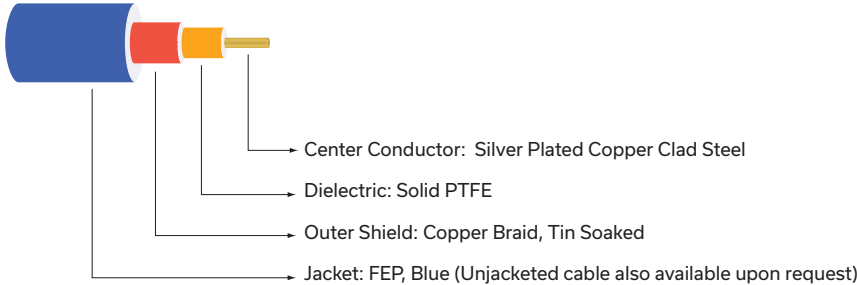 Center Conductor: Silver Plated Copper Clad Steel
Dielectric: Solid PTFE
Outer Shield: Copper Braid, Tin Soaked
Jacket: FEP, Blue (Unjacketed cable also available upon request)